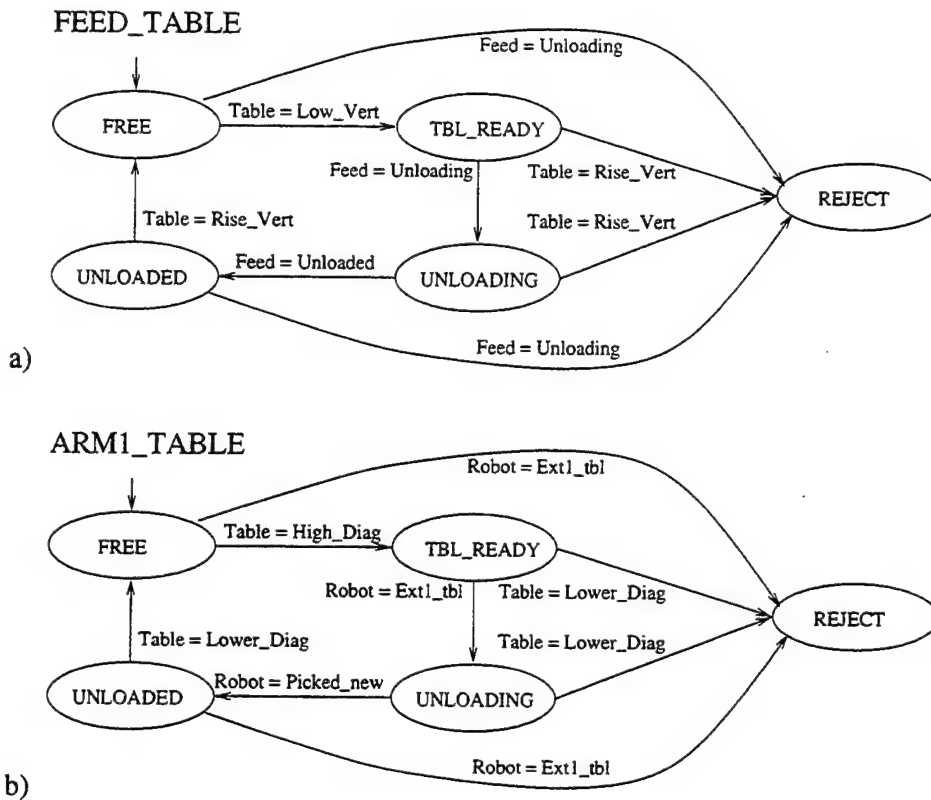 FEED_TABLE
Feed = Unloading
FREE
Table = Low_Vert
TBL_READY
Feed = Unloading
Table = Rise_Vert
REJECT
Table = Rise_Vert
Table = Rise_Vert
UNLOADED
Feed = Unloaded
UNLOADING
Feed = Unloading
a)
ARM1_TABLE
Robot = Ext1_tbl
FREE
Table = High_Diag
TBL_READY
Robot = Ext1_tbl
Table = Lower_Diag
REJECT
Table = Lower_Diag
Table = Lower_Diag
UNLOADED
Robot = Picked_new
UNLOADING
Robot = Ext1_tbl
b)